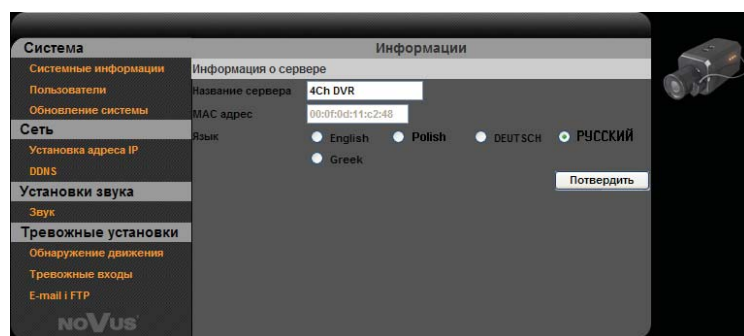 Система
Системные информации
Пользователи
Обновление системы
Сеть
Установка адреса IP
DDNS
Установки звука
Звук
Тревожные установки
Обнаружение движения
Тревожные входы
E-mail i FTP
NOVUS
Информации
Информация о сервере
Название сервера 4Ch DVR
MAC адрес 00:0f:0d:11:c2:48
Язык English Polish DEUTSCH РУССКИЙ
Greek
Потвердить